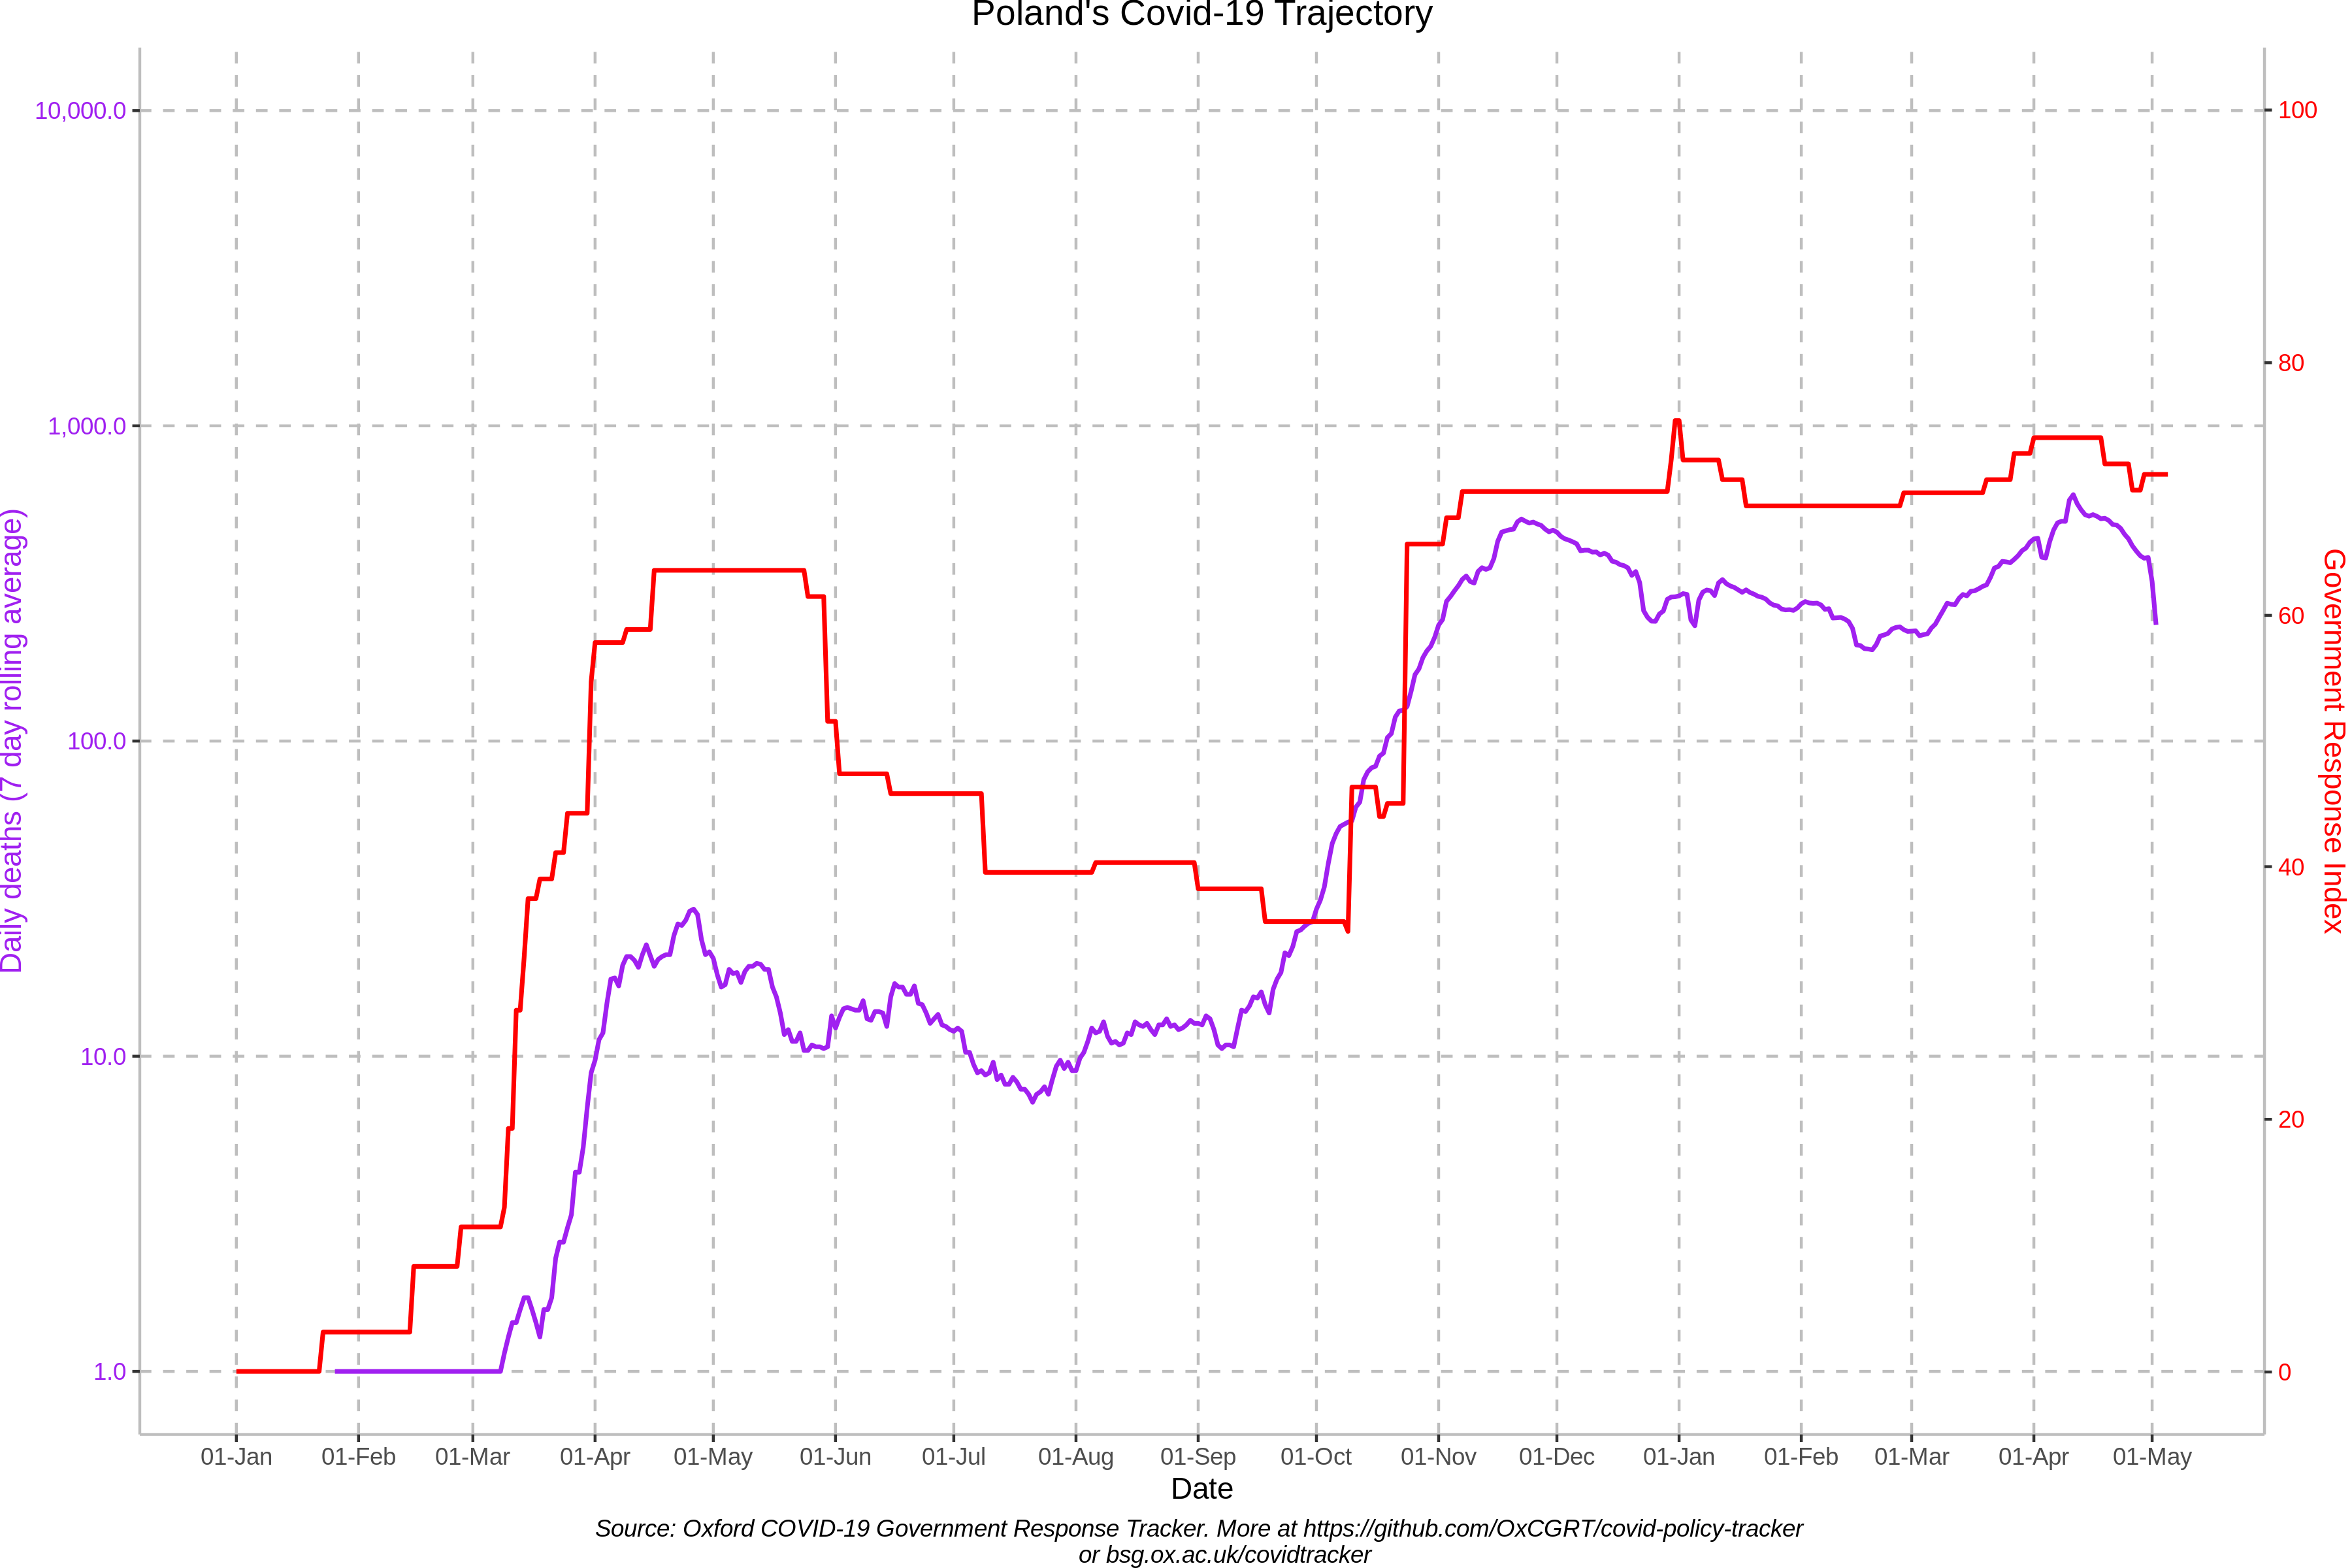 Poland's Covid-19 Trajectory
10,000.0
1,000.0
100.0
10.0
1.0
Daily deaths (7 day rolling average)
100
80
60
40
20
0
Government Response Index
01-Jan 01-Feb 01-Mar 01-Apr 01-May 01-Jun 01-Jul 01-Aug 01-Sep 01-Oct 01-Nov 01-Dec 01-Jan 01-Feb 01-Mar 01-Apr 01-May
Date
Source: Oxford COVID-19 Government Response Tracker. More at https://github.com/OxCGRT/covid-policy-tracker
or bsg.ox.ac.uk/covidtracker